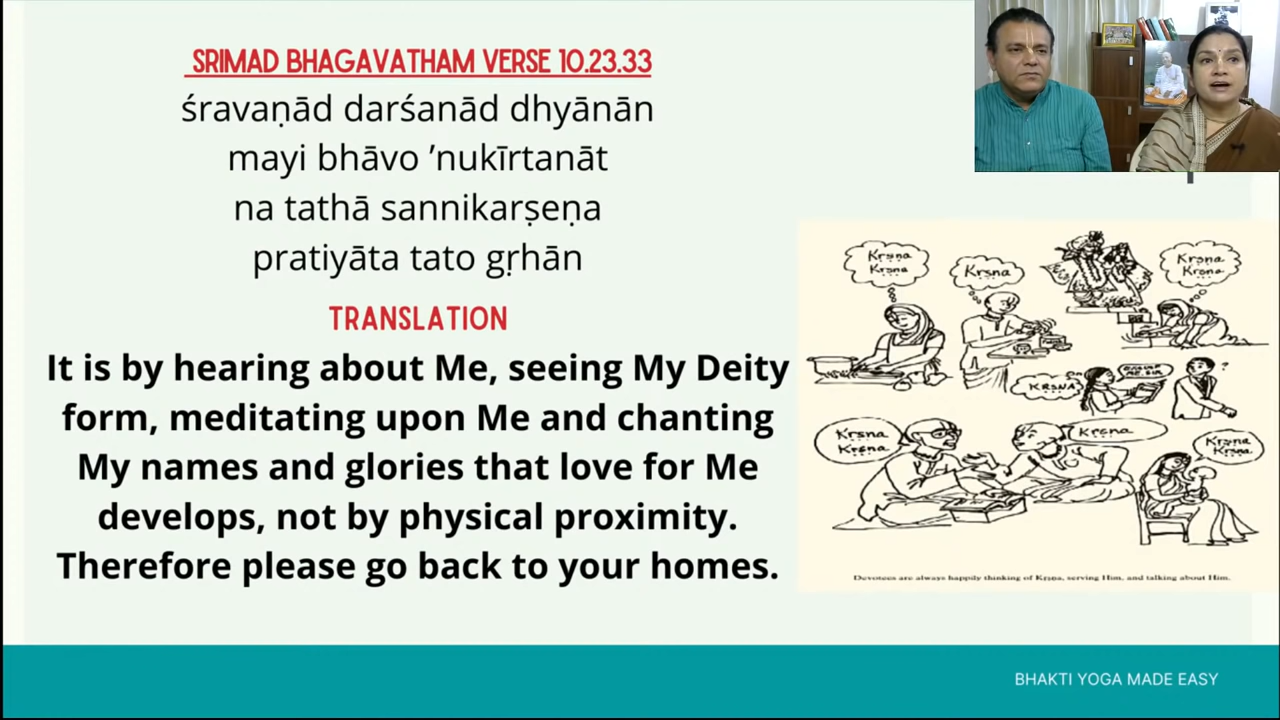 SRIMAD BHAGAVATHAM VERSE 10.23.33
śravaṇād darśanād dhyānān
mayi bhāvo ’nukīrtanāt
na tathā sannikarṣeṇa
pratiyāta tato gṛhān
TRANSLATION
It is by hearing about Me, seeing My Deity
form, meditating upon Me and chanting
My names and glories that love for Me
develops, not by physical proximity.
Therefore please go back to your homes.
Krsna
Krsna
Krsna
Krsna
Krsna
KRSNA
?
Krsna
Krsna
Krsna
Krsna
Krsna
Devotees are always happily thinking of Krsna, serving Him, and talking about Him.
BHAKTI YOGA MADE EASY